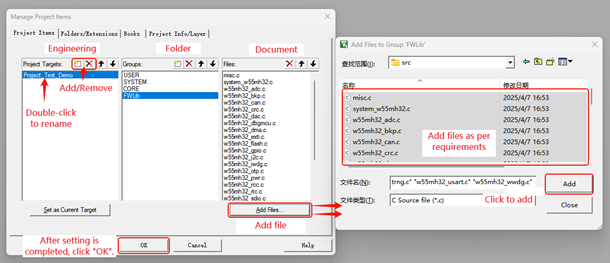 Manage Project Items
Project Items
Folders/Extensions
Books
Project Info/Layer
Engineering
Folder
Document
Project Targets:
Groups:
Files:
Project_Test_Demo
Add/Remove
Double-click
to rename
USER
SYSTEM
CORE
FWLib
misc.c
system_w55mh32.c
w55mh32_adc.c
w55mh32_bkp.c
w55mh32_can.c
w55mh32_crc.c
w55mh32_dac.c
w55mh32_dbgmcu.c
w55mh32_dma.c
w55mh32_exti.c
w55mh32_flash.c
w55mh32_gpio.c
w55mh32_i2c.c
w55mh32_iwdg.c
w55mh32_otp.c
w55mh32_pwr.c
w55mh32_rcc.c
w55mh32_rtc.c
w55mh32_sdio.c
Set as Current Target
Add Files...
Add file
After setting is
completed, click "OK".
OK
Cancel
Help
Add Files to Group 'FWLib'
查找范围(I):
src
名称
修改日期
misc.c 2025/4/7 16:53
system_w55mh32.c 2025/4/7 16:53
w55mh32_adc.c 2025/4/7 16:53
w55mh32_bkp.c 2025/4/7 16:53
w55mh32_can.c 2025/4/7 16:53
w55mh32_crc.c 2025/4/7 16:53
Add files as per
requirements
文件名(N):
trng.c" "w55mh32_usart.c" "w55mh32_wwdg.c"
Add
Click to add
文件类型(T):
C Source file (*.c)
Close